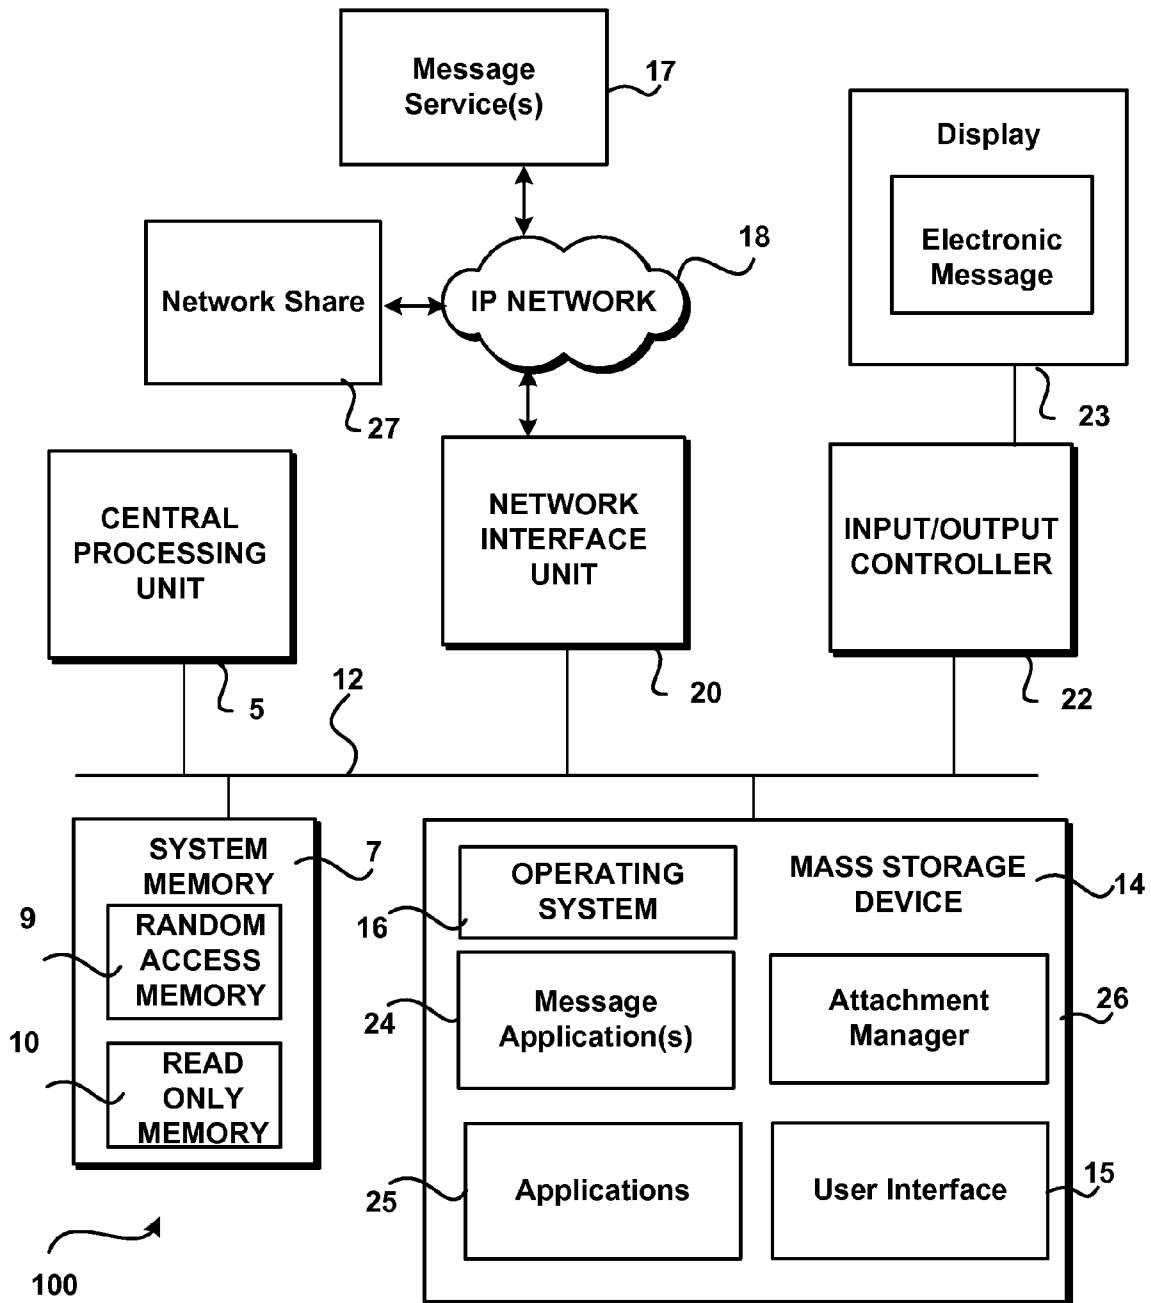 Message
Service(s)
17
Display
Electronic
Message
23
18
IP NETWORK
Network Share
27
CENTRAL
PROCESSING
UNIT
5
NETWORK
INTERFACE
UNIT
20
INPUT/OUTPUT
CONTROLLER
22
12
SYSTEM
MEMORY
7
9
RANDOM
ACCESS
MEMORY
10
READ
ONLY
MEMORY
OPERATING
SYSTEM
16
MASS STORAGE
DEVICE
14
24
Message
Application(s)
Attachment
Manager
26
25
Applications
User Interface
15
100